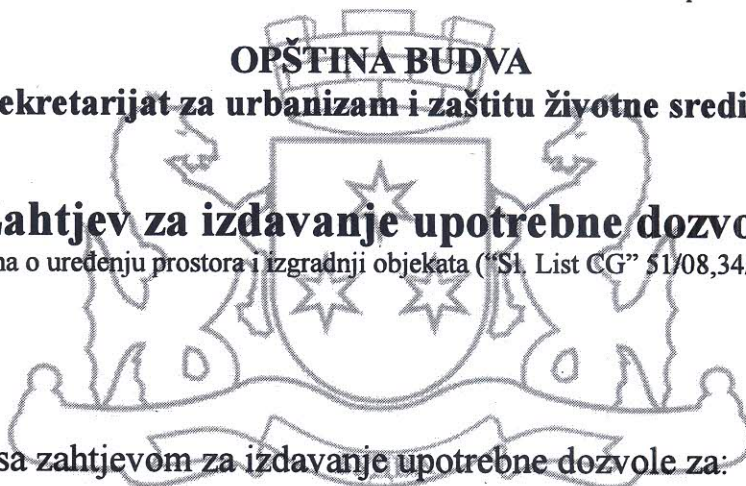 OPŠTINA BUDVA
ekretarijat za urbanizam i zaštitu životne sredi
ahtjev za izdavanje upotrebne dozvo
na o uređenju prostora i izgradnji objekata (“Sl. List CG” 51/08,34
sa zahtjevom za izdavanje upotrebne dozvole za: